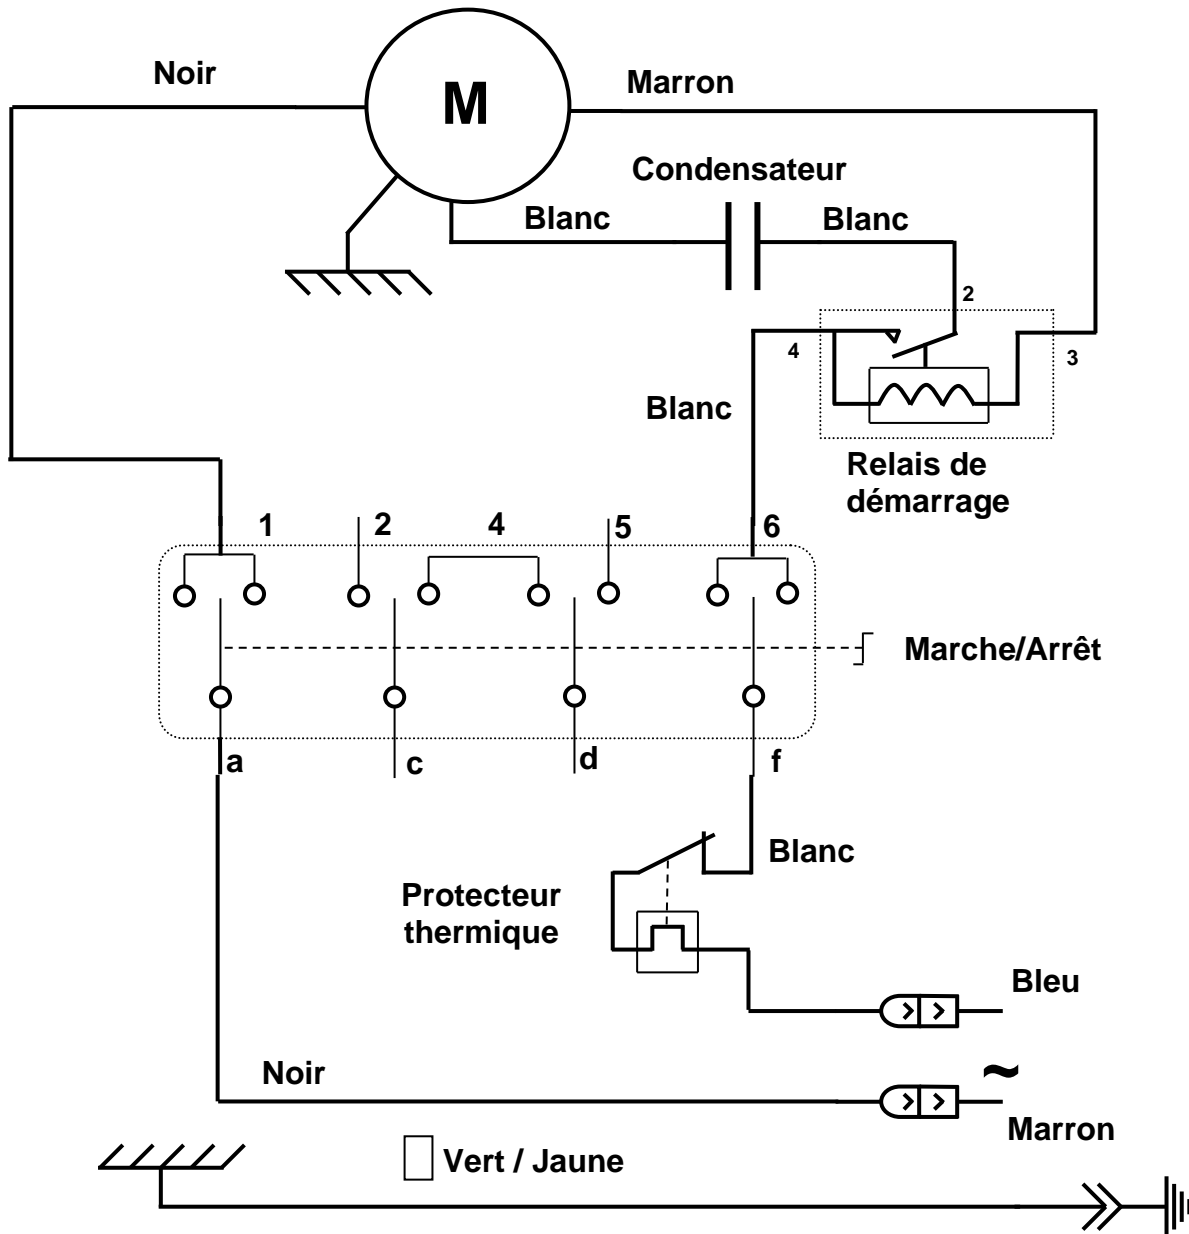 Noir
M
Marron
Condensateur
Blanc
Blanc
2
4
3
Blanc
Relais de
démarrage
1
2
4
5
6
Marche/Arrêt
a
c
d
f
Blanc
Protecteur
thermique
Bleu
Noir
~
Marron
Vert / Jaune